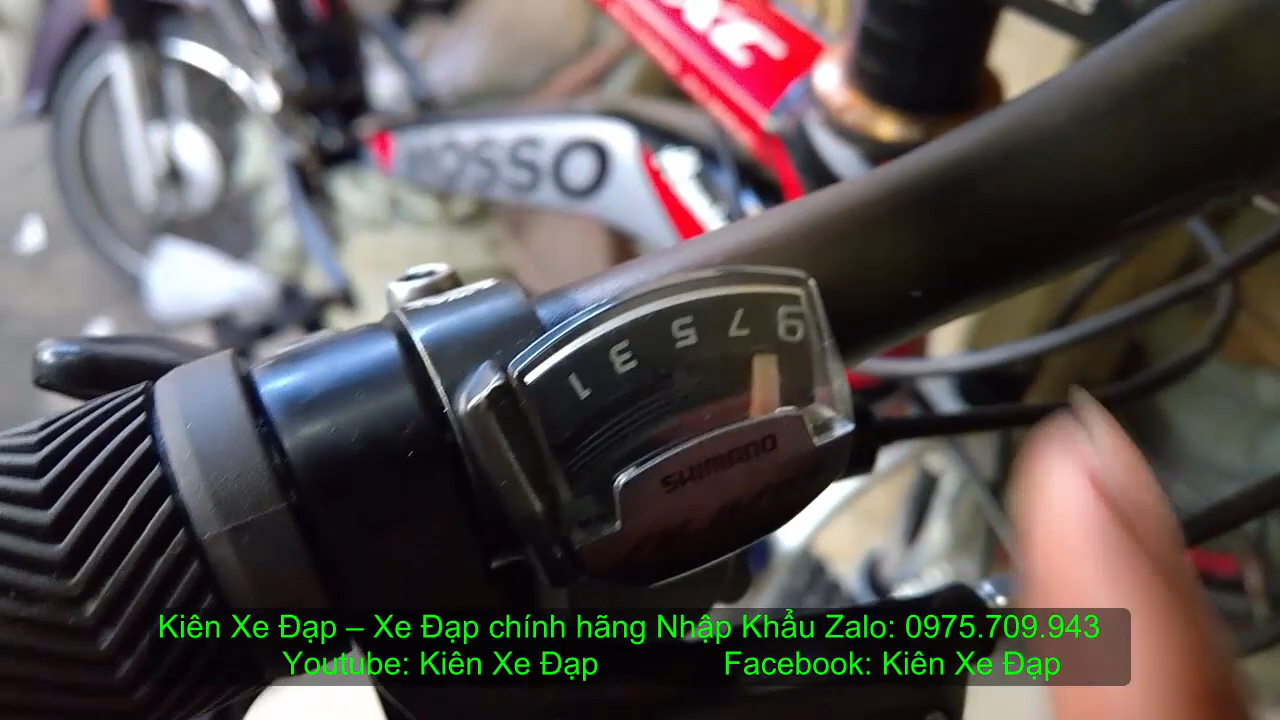 MOSSO
1 3 5 7 9
SHIMANO
Kiên Xe Đạp – Xe Đạp chính hãng Nhập Khẩu Zalo: 0975.709.943
Youtube: Kiên Xe Đạp Facebook: Kiên Xe Đạp